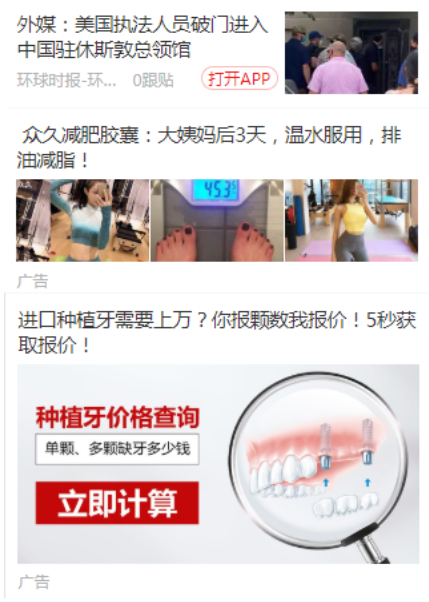 外媒：美国执法人员破门进入
中国驻休斯敦总领馆
环球时报-环... 0跟贴 打开APP
众久减肥胶囊：大姨妈后3天，温水服用，排
油减脂！
45.3
广告
进口种植牙需要上万？你报颗数我报价！5秒获
取报价！
种植牙价格查询
单颗、多颗缺牙多少钱
立即计算
广告